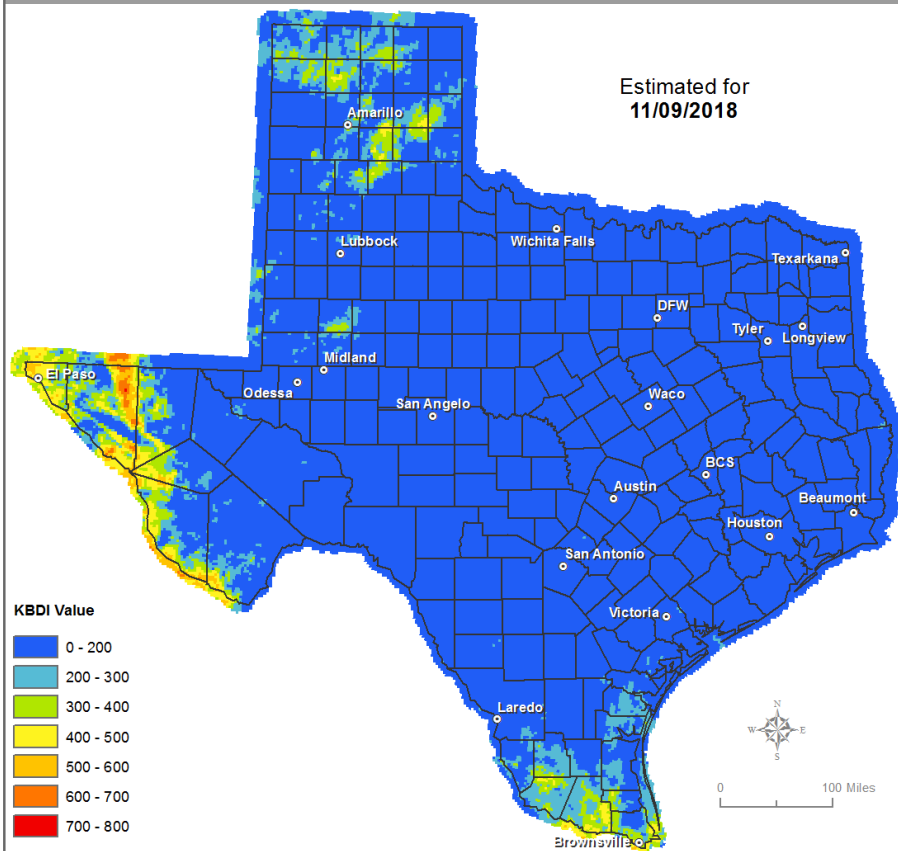 Estimated for
11/09/2018
Amarillo
Lubbock
Wichita Falls
Texarkana
DFW
Tyler
Longview
Midland
El Paso
Odessa
San Angelo
Waco
BCS
Austin
Beaumont
Houston
San Antonio
Victoria
Laredo
Brownsville
KBDI Value
0 - 200
200 - 300
300 - 400
400 - 500
500 - 600
600 - 700
700 - 800
N
W E
S
0 100 Miles